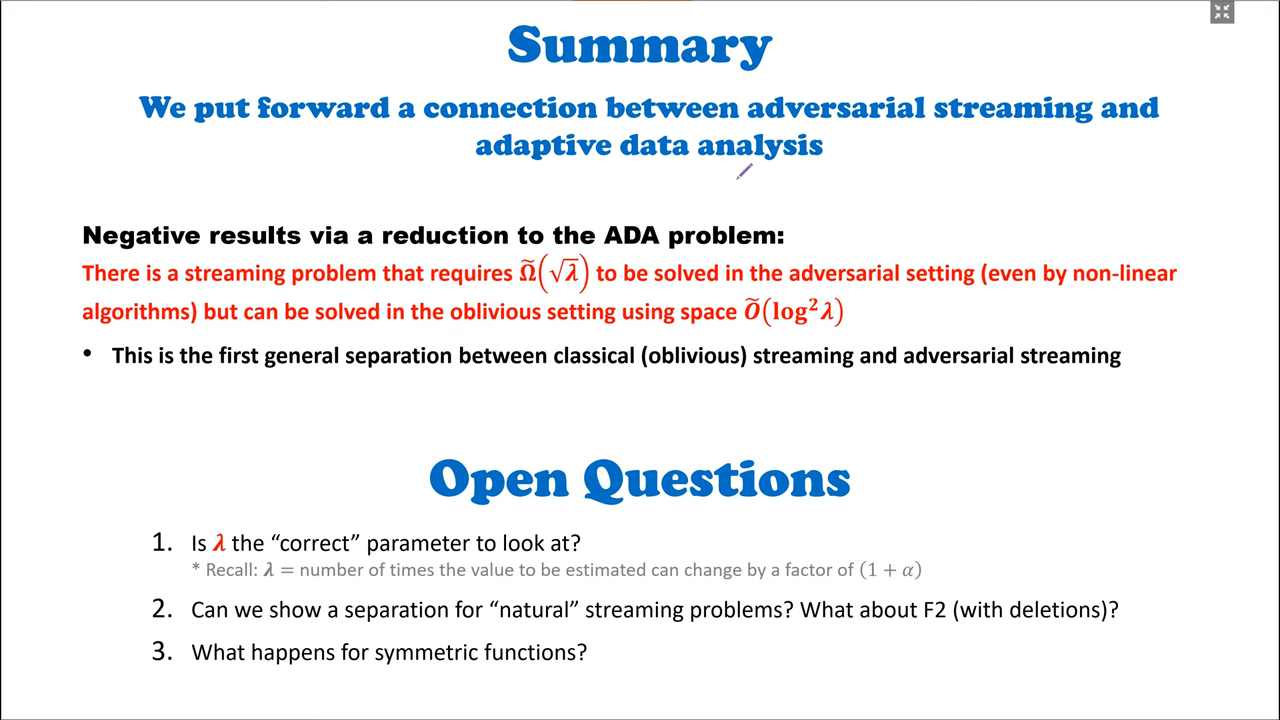 Summary
We put forward a connection between adversarial streaming and
adaptive data analysis
Negative results via a reduction to the ADA problem:
There is a streaming problem that requires Ω̃(√λ) to be solved in the adversarial setting (even by non-linear
algorithms) but can be solved in the oblivious setting using space Õ(log²λ)
• This is the first general separation between classical (oblivious) streaming and adversarial streaming
Open Questions
1. Is λ the “correct” parameter to look at?
* Recall: λ = number of times the value to be estimated can change by a factor of (1 + α)
2. Can we show a separation for “natural” streaming problems? What about F2 (with deletions)?
3. What happens for symmetric functions?